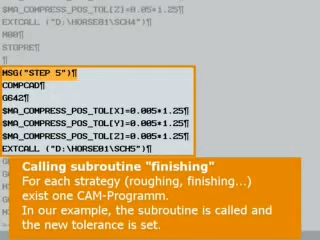 $MA_COMPRESS_POS_TOL[Z]=0.05*1.25¶
EXTCALL ("D:\HORSE01\SCH4")¶
M00¶
STOPRE¶
¶
MSG("STEP 5")¶
COMPCAD¶
G642¶
$MA_COMPRESS_POS_TOL[X]=0.005*1.25¶
$MA_COMPRESS_POS_TOL[Y]=0.005*1.25¶
$MA_COMPRESS_POS_TOL[Z]=0.005*1.25¶
EXTCALL ("D:\HORSE01\SCH5")¶
Calling subroutine "finishing"
For each strategy (roughing, finishing...)
exist one CAM-Programm.
In our example, the subroutine is called and
the new tolerance is set.